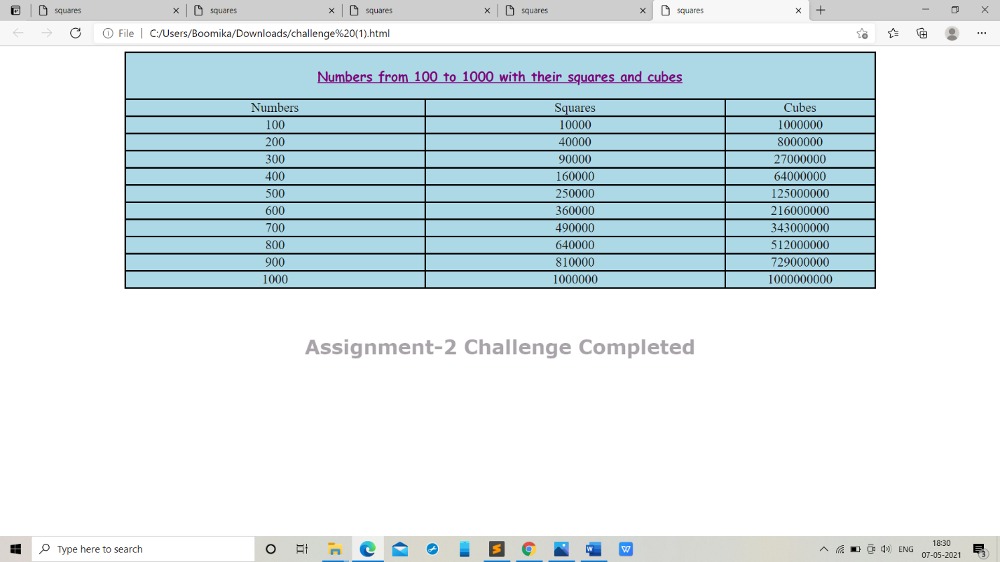 squares squares squares squares squares
File C:/Users/Boomika/Downloads/challenge%20(1).html
Numbers from 100 to 1000 with their squares and cubes
Numbers Squares Cubes
100 10000 1000000
200 40000 8000000
300 90000 27000000
400 160000 64000000
500 250000 125000000
600 360000 216000000
700 490000 343000000
800 640000 512000000
900 810000 729000000
1000 1000000 1000000000
Assignment-2 Challenge Completed
Type here to search
ENG
18:30
07-05-2021
3